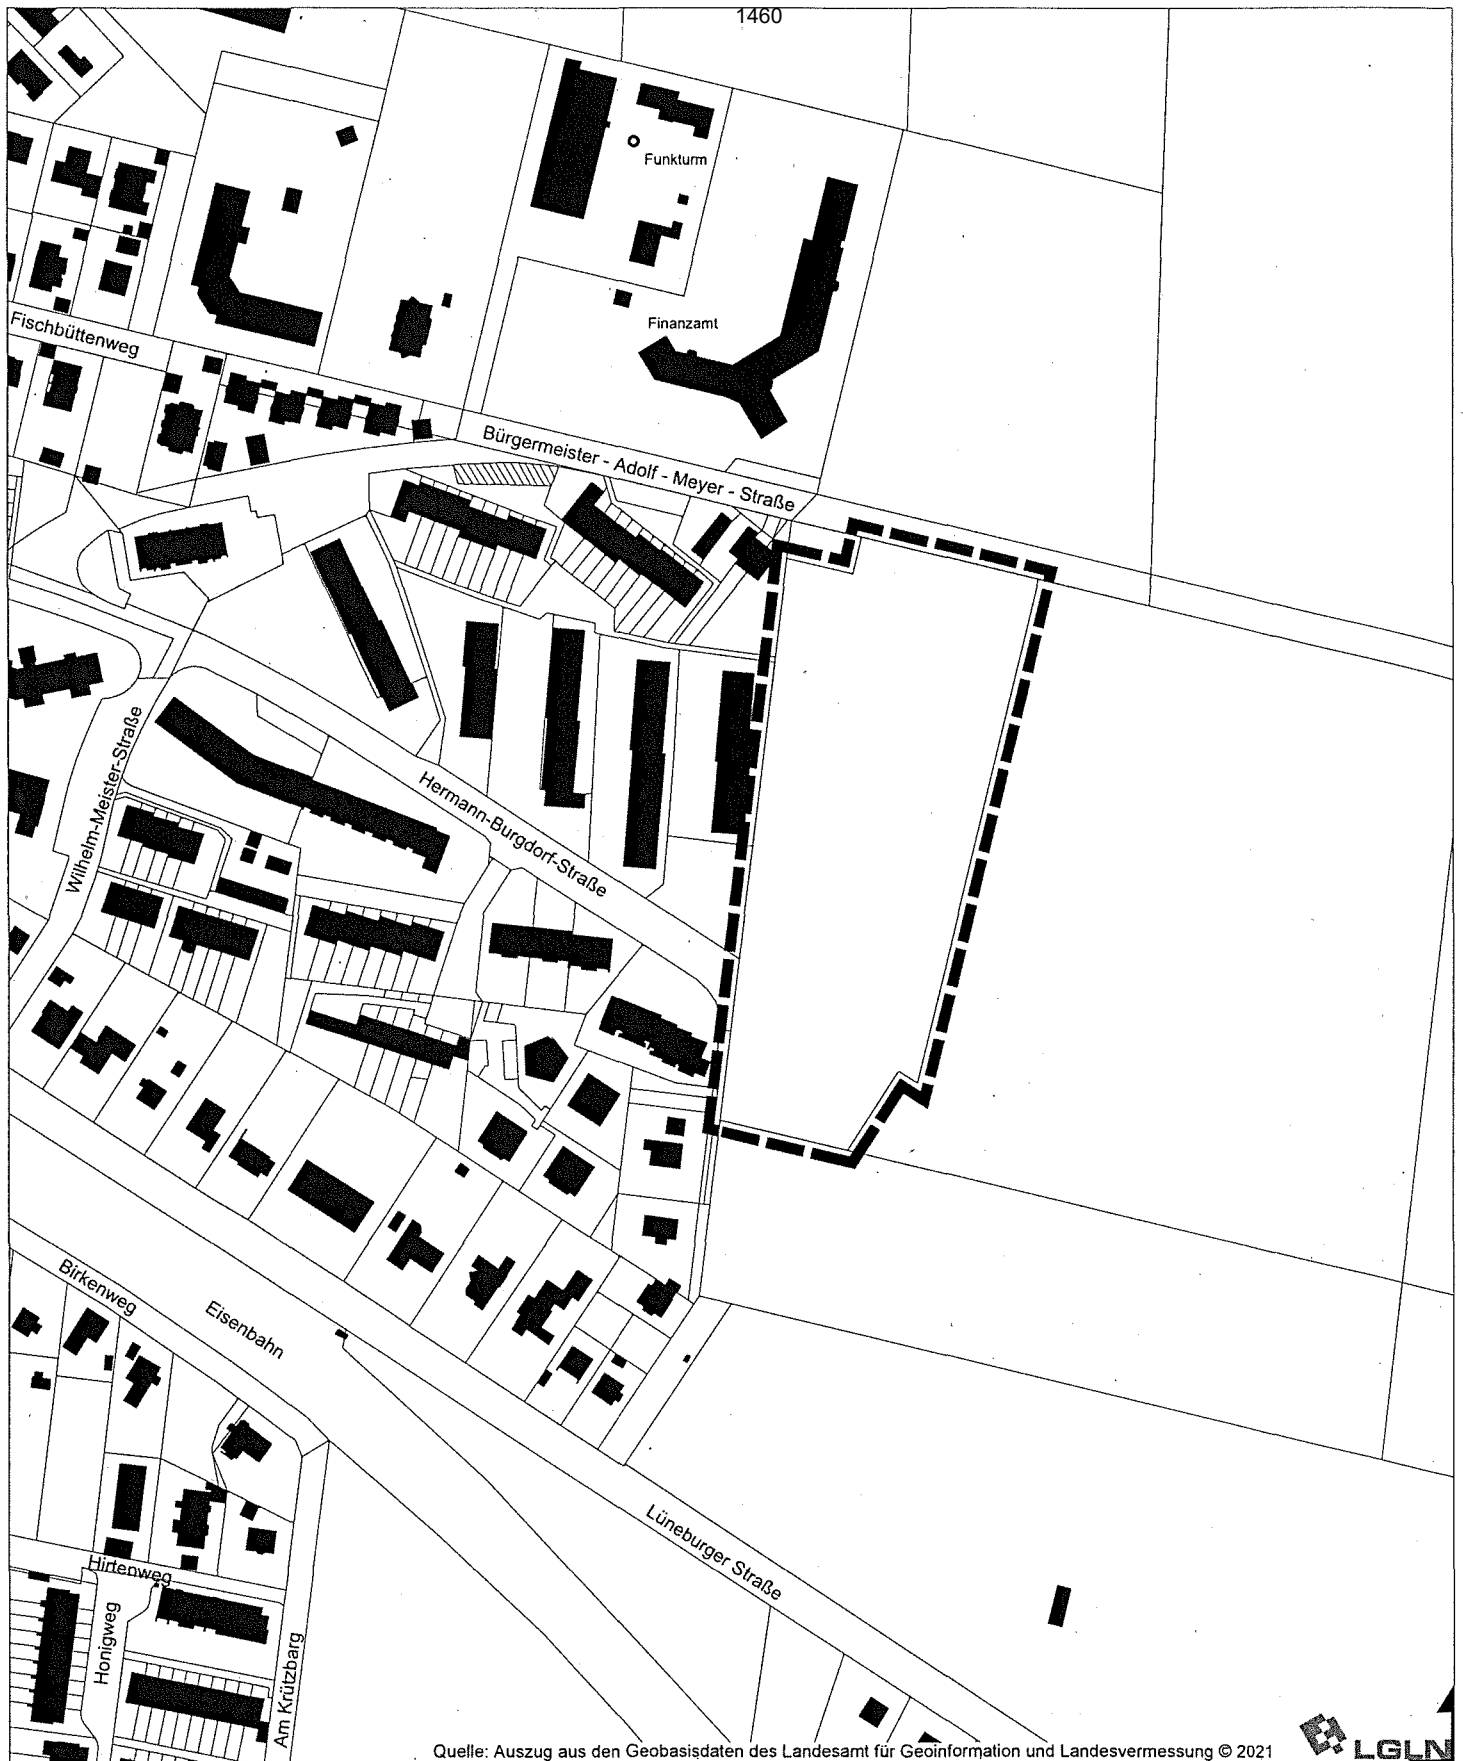 1460
Funkturm
Finanzamt
Fischbüttenweg
Bürgermeister - Adolf - Meyer - Straße
Wilhelm-Meister-Straße
Hermann-Burgdorf-Straße
Birkenweg
Eisenbahn
Lüneburger Straße
Hirtenweg
Honigweg
Am Krützbarg
Quelle: Auszug aus den Geobasisdaten des Landesamt für Geoinformation und Landesvermessung © 2021
LGLN